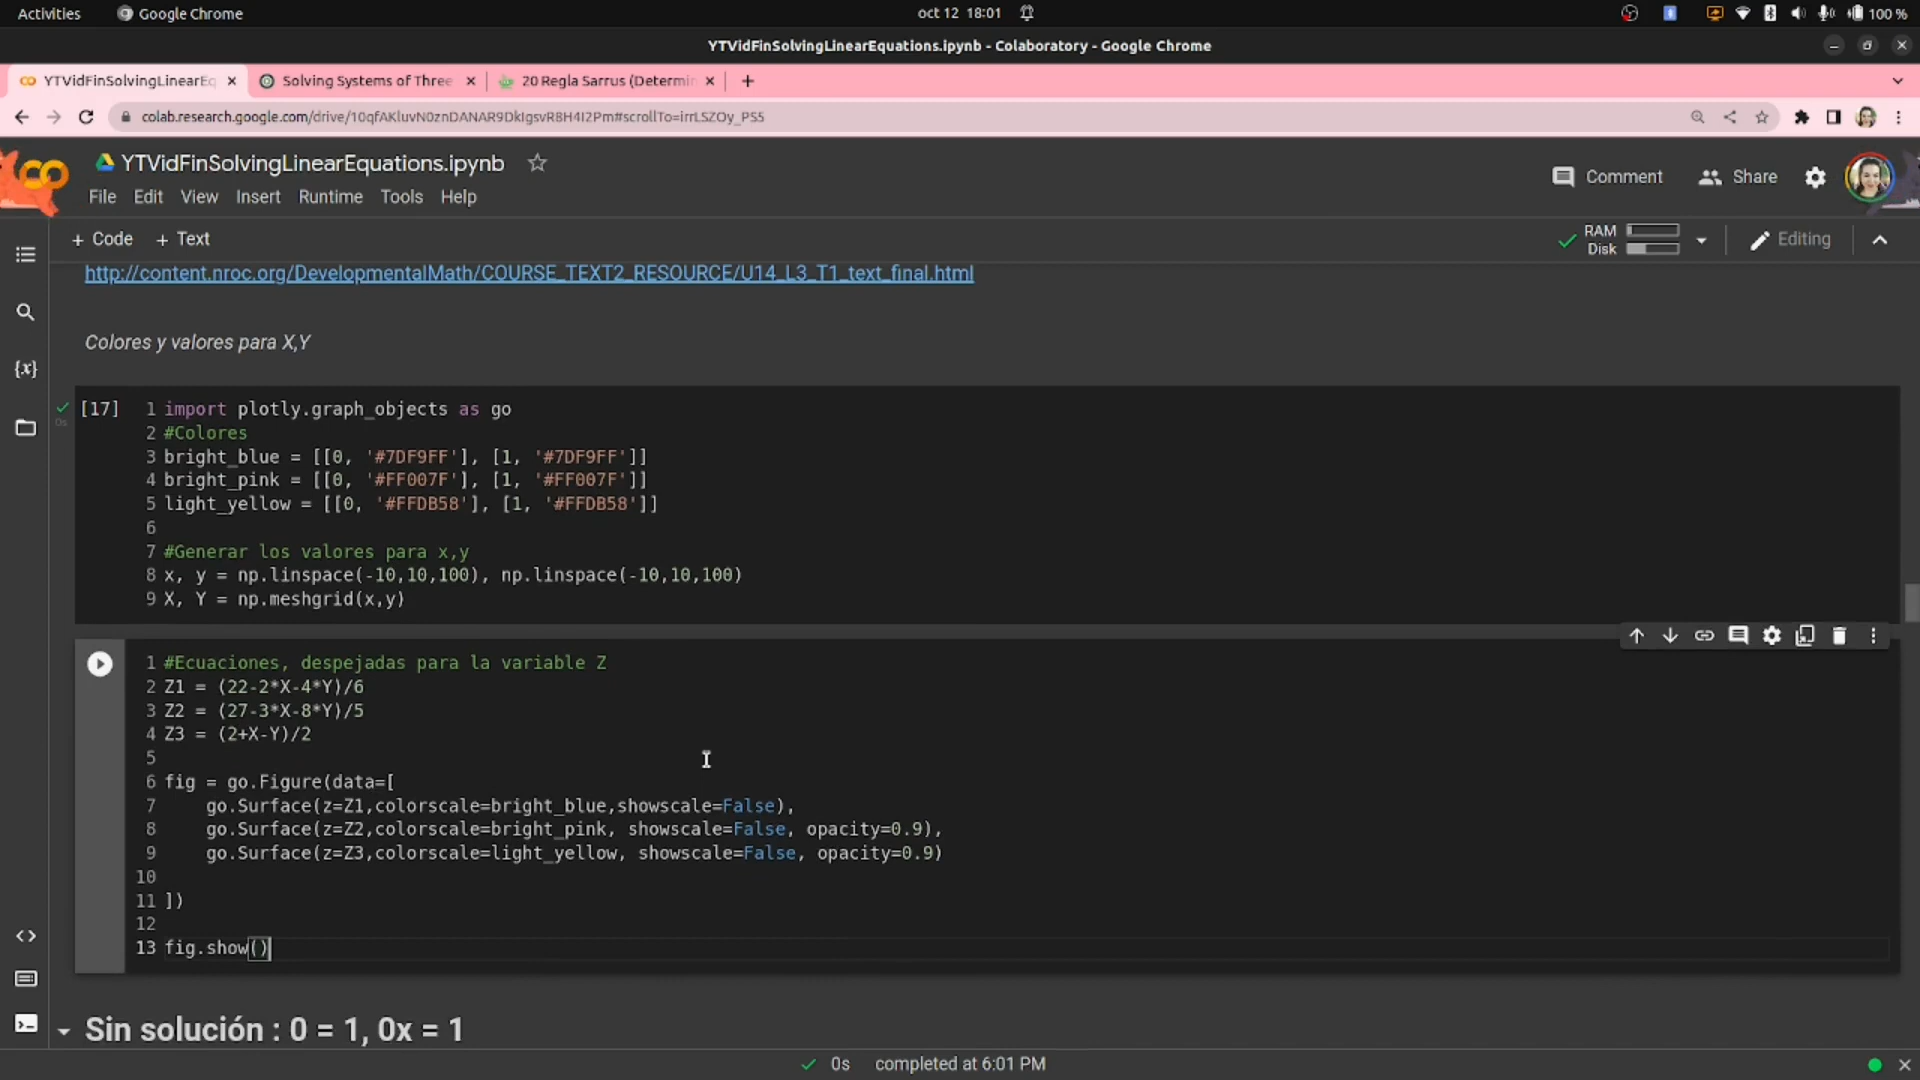 Activities Google Chrome oct 12 18:01 100 %
YTVidFinSolvingLinearEquations.ipynb - Colaboratory - Google Chrome
YTVidFinSolvingLinearEq Solving Systems of Three 20 Regla Sarrus (Determin
colab.research.google.com/drive/10qfAKluvN0znDANAR9DkIgsvR8H4I2Pm#scrollTo=irrLSZOy_PS5
YTVidFinSolvingLinearEquations.ipynb
Comment Share
File Edit View Insert Runtime Tools Help
+ Code + Text
RAM
Disk
Editing
http://content.nroc.org/DevelopmentalMath/COURSE_TEXT2_RESOURCE/U14_L3_T1_text_final.html
Colores y valores para X,Y
[17] 1 import plotly.graph_objects as go
0s
2 #Colores
3 bright_blue = [[0, '#7DF9FF'], [1, '#7DF9FF']]
4 bright_pink = [[0, '#FF007F'], [1, '#FF007F']]
5 light_yellow = [[0, '#FFDB58'], [1, '#FFDB58']]
6
7 #Generar los valores para x,y
8 x, y = np.linspace(-10,10,100), np.linspace(-10,10,100)
9 X, Y = np.meshgrid(x,y)
1 #Ecuaciones, despejadas para la variable Z
2 Z1 = (22-2*X-4*Y)/6
3 Z2 = (27-3*X-8*Y)/5
4 Z3 = (2+X-Y)/2
5
6 fig = go.Figure(data=[
7     go.Surface(z=Z1,colorscale=bright_blue,showscale=False),
8     go.Surface(z=Z2,colorscale=bright_pink, showscale=False, opacity=0.9),
9     go.Surface(z=Z3,colorscale=light_yellow, showscale=False, opacity=0.9)
10
11 ])
12
13 fig.show()
Sin solución : 0 = 1, 0x = 1
0s completed at 6:01 PM